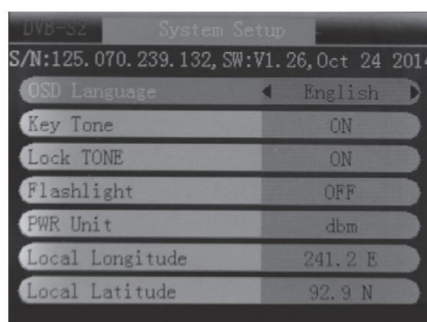 DVB-S2 System Setup
S/N:125.070.239.132,SW:V1.26,Oct 24 2014
OSD Language English
Key Tone ON
Lock TONE ON
Flashlight OFF
PWR Unit dbm
Local Longitude 241.2 E
Local Latitude 92.9 N